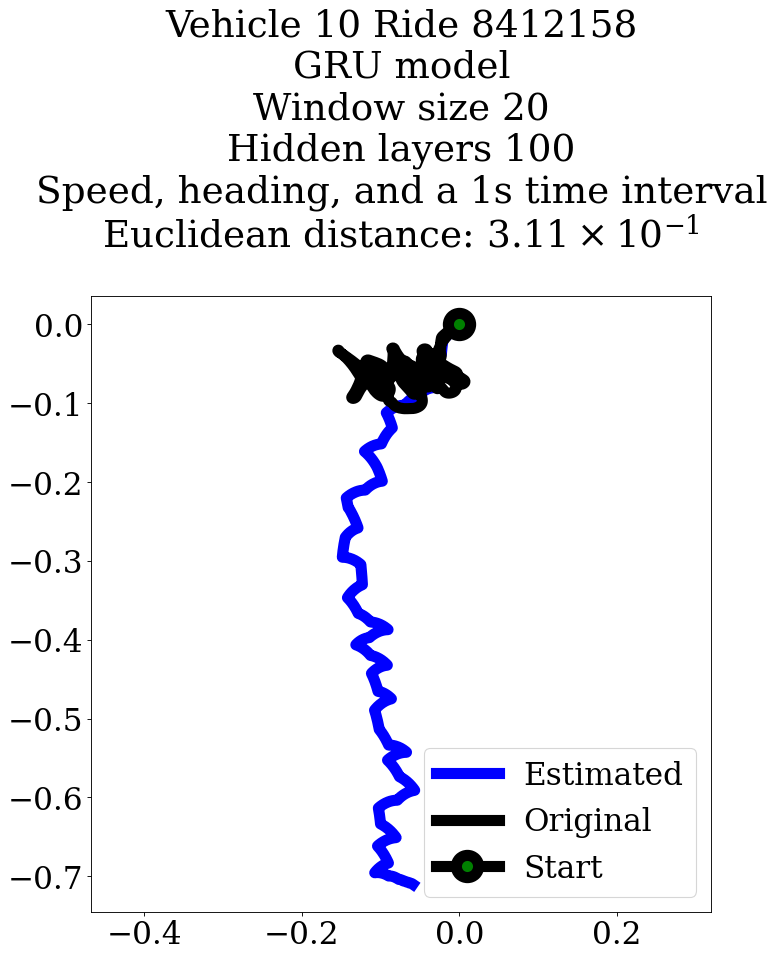 Vehicle 10 Ride 8412158
GRU model
Window size 20
Hidden layers 100
Speed, heading, and a 1s time interval
Euclidean distance: 3.11 × 10⁻¹
0.0
−0.1
−0.2
−0.3
−0.4
−0.5
−0.6
−0.7
Estimated
Original
Start
−0.4 −0.2 0.0 0.2